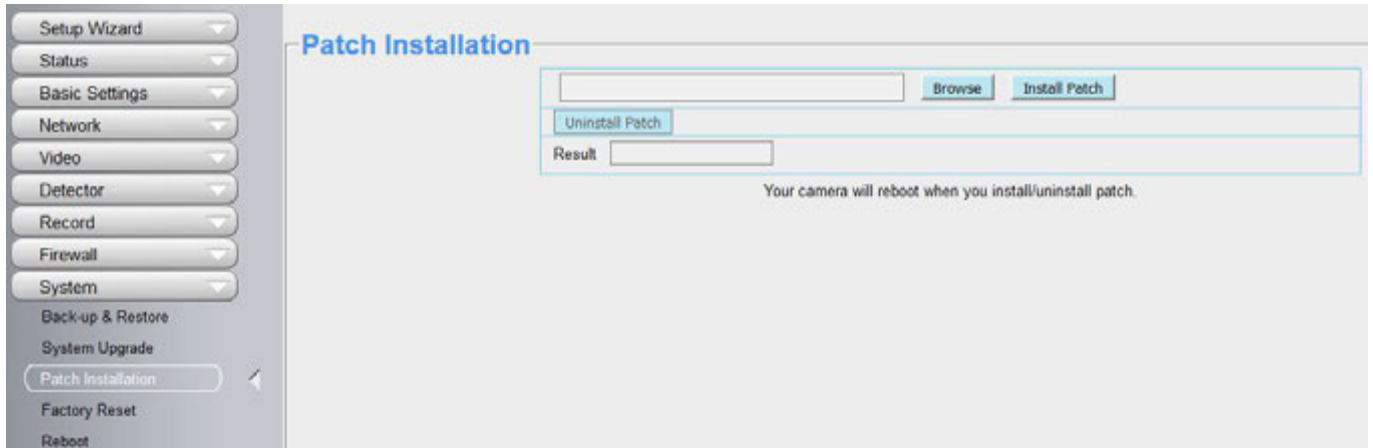 Setup Wizard
Status
Basic Settings
Network
Video
Detector
Record
Firewall
System
Back-up & Restore
System Upgrade
Patch Installation
Factory Reset
Reboot
Patch Installation
Browse Install Patch
Uninstall Patch
Result
Your camera will reboot when you install/uninstall patch.